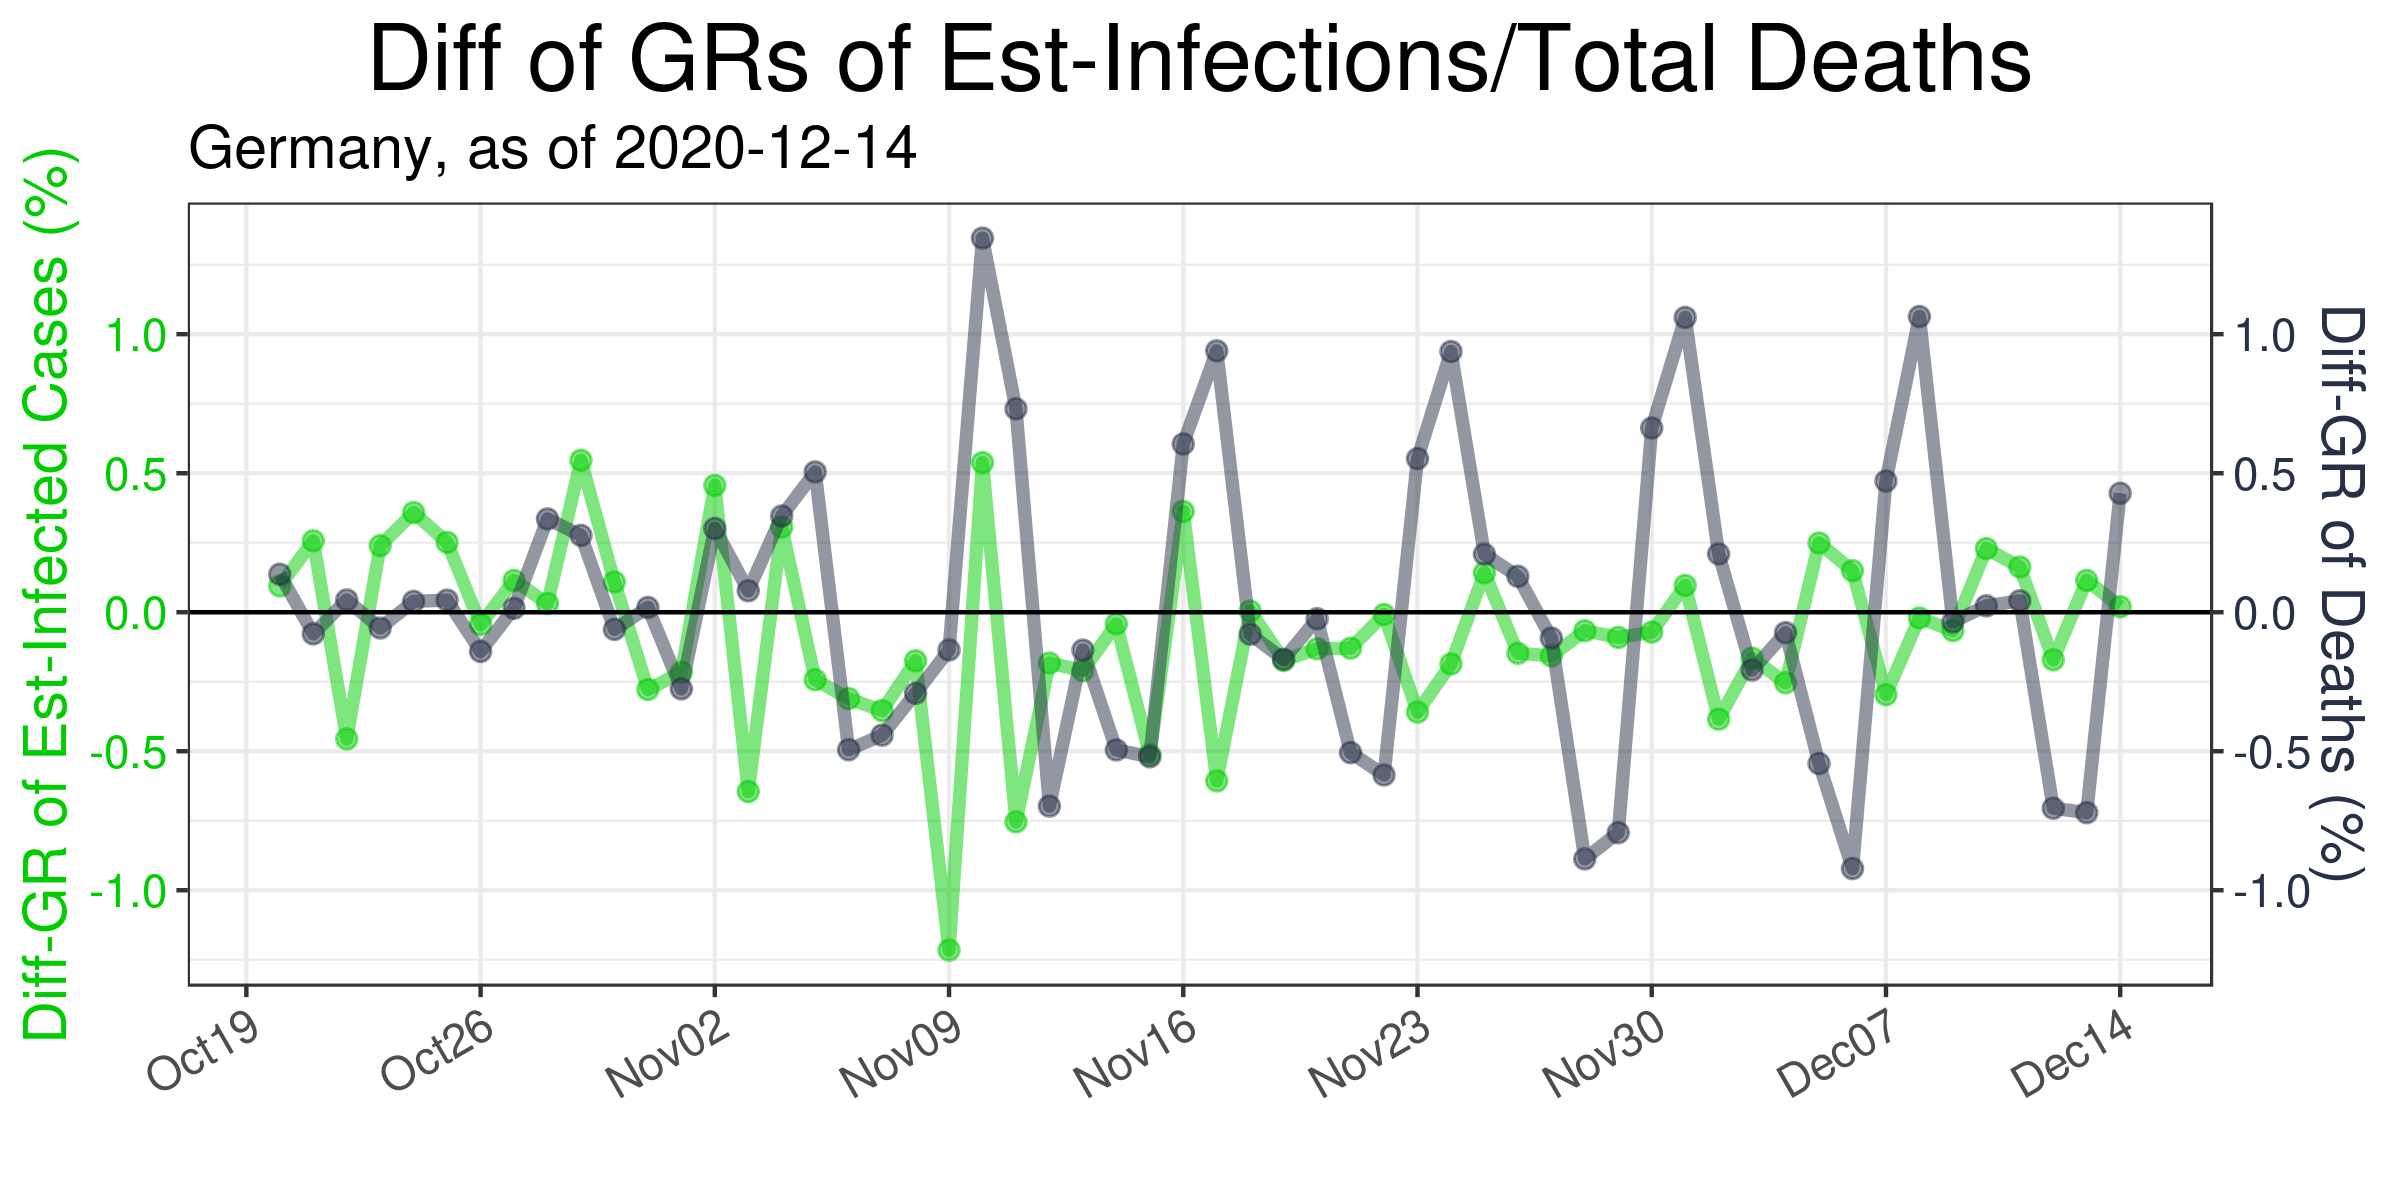 Diff of GRs of Est-Infections/Total Deaths
Germany, as of 2020-12-14
Diff-GR of Est-Infected Cases (%)
1.0
0.5
0.0
-0.5
-1.0
1.0
0.5
0.0
-0.5
-1.0
Diff-GR of Deaths (%)
Oct19
Oct26
Nov02
Nov09
Nov16
Nov23
Nov30
Dec07
Dec14